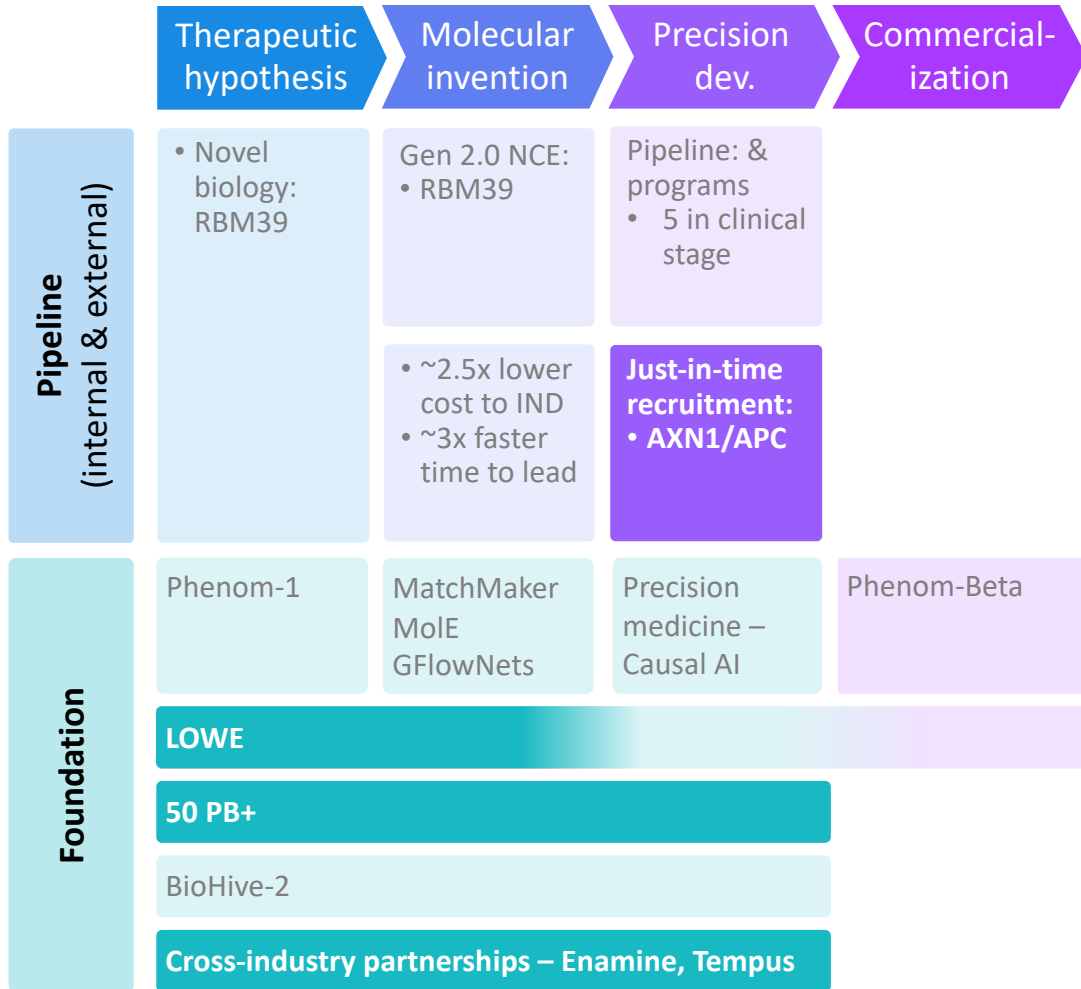 Therapeutic
hypothesis
Molecular
invention
Precision
dev.
Commercial-
ization
Pipeline
(internal & external)
• Novel
biology:
RBM39
Gen 2.0 NCE:
• RBM39
Pipeline: &
programs
• 5 in clinical
stage
• ~2.5x lower
cost to IND
• ~3x faster
time to lead
Just-in-time
recruitment:
• AXN1/APC
Foundation
Phenom-1
MatchMaker
MolE
GFlowNets
Precision
medicine –
Causal AI
Phenom-Beta
LOWE
50 PB+
BioHive-2
Cross-industry partnerships – Enamine, Tempus